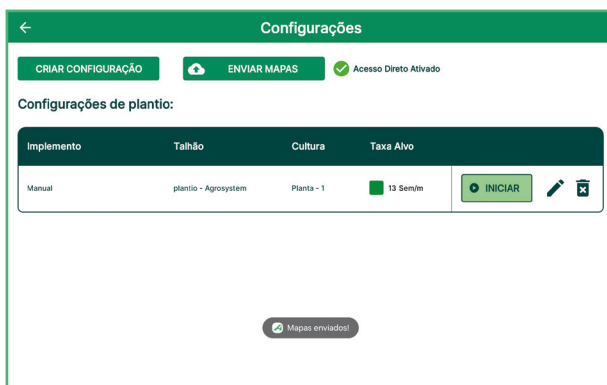 Configurações
CRIAR CONFIGURAÇÃO ENVIAR MAPAS Acesso Direto Ativado
Configurações de plantio:
Implemento Talhão Cultura Taxa Alvo
Manual plantio - Agrosystem Planta - 1 13 Sem/m INICIAR
Mapas enviados!